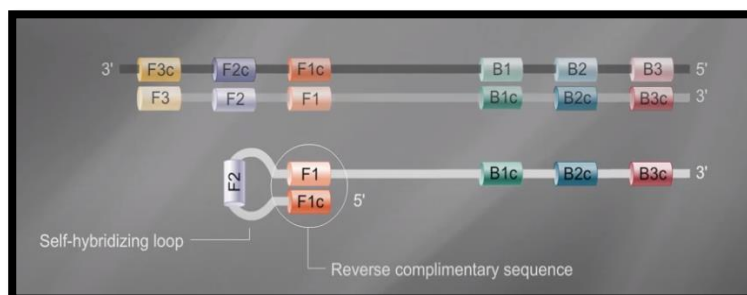 3' F3c F2c F1c B1 B2 B3 5'
F3 F2 F1 B1c B2c B3c 3'
F2 F1 B1c B2c B3c 3'
F1c 5'
Self-hybridizing loop
Reverse complimentary sequence